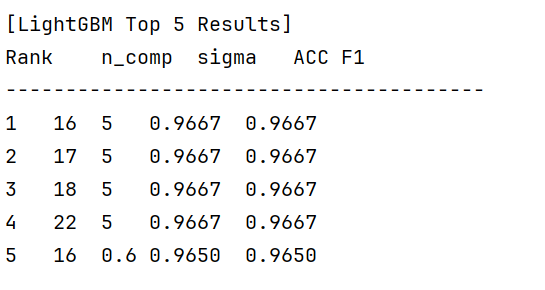 [LightGBM Top 5 Results]
Rank    n_comp  sigma   ACC F1
----------------------------------------
1   16  5   0.9667  0.9667
2   17  5   0.9667  0.9667
3   18  5   0.9667  0.9667
4   22  5   0.9667  0.9667
5   16  0.6 0.9650  0.9650